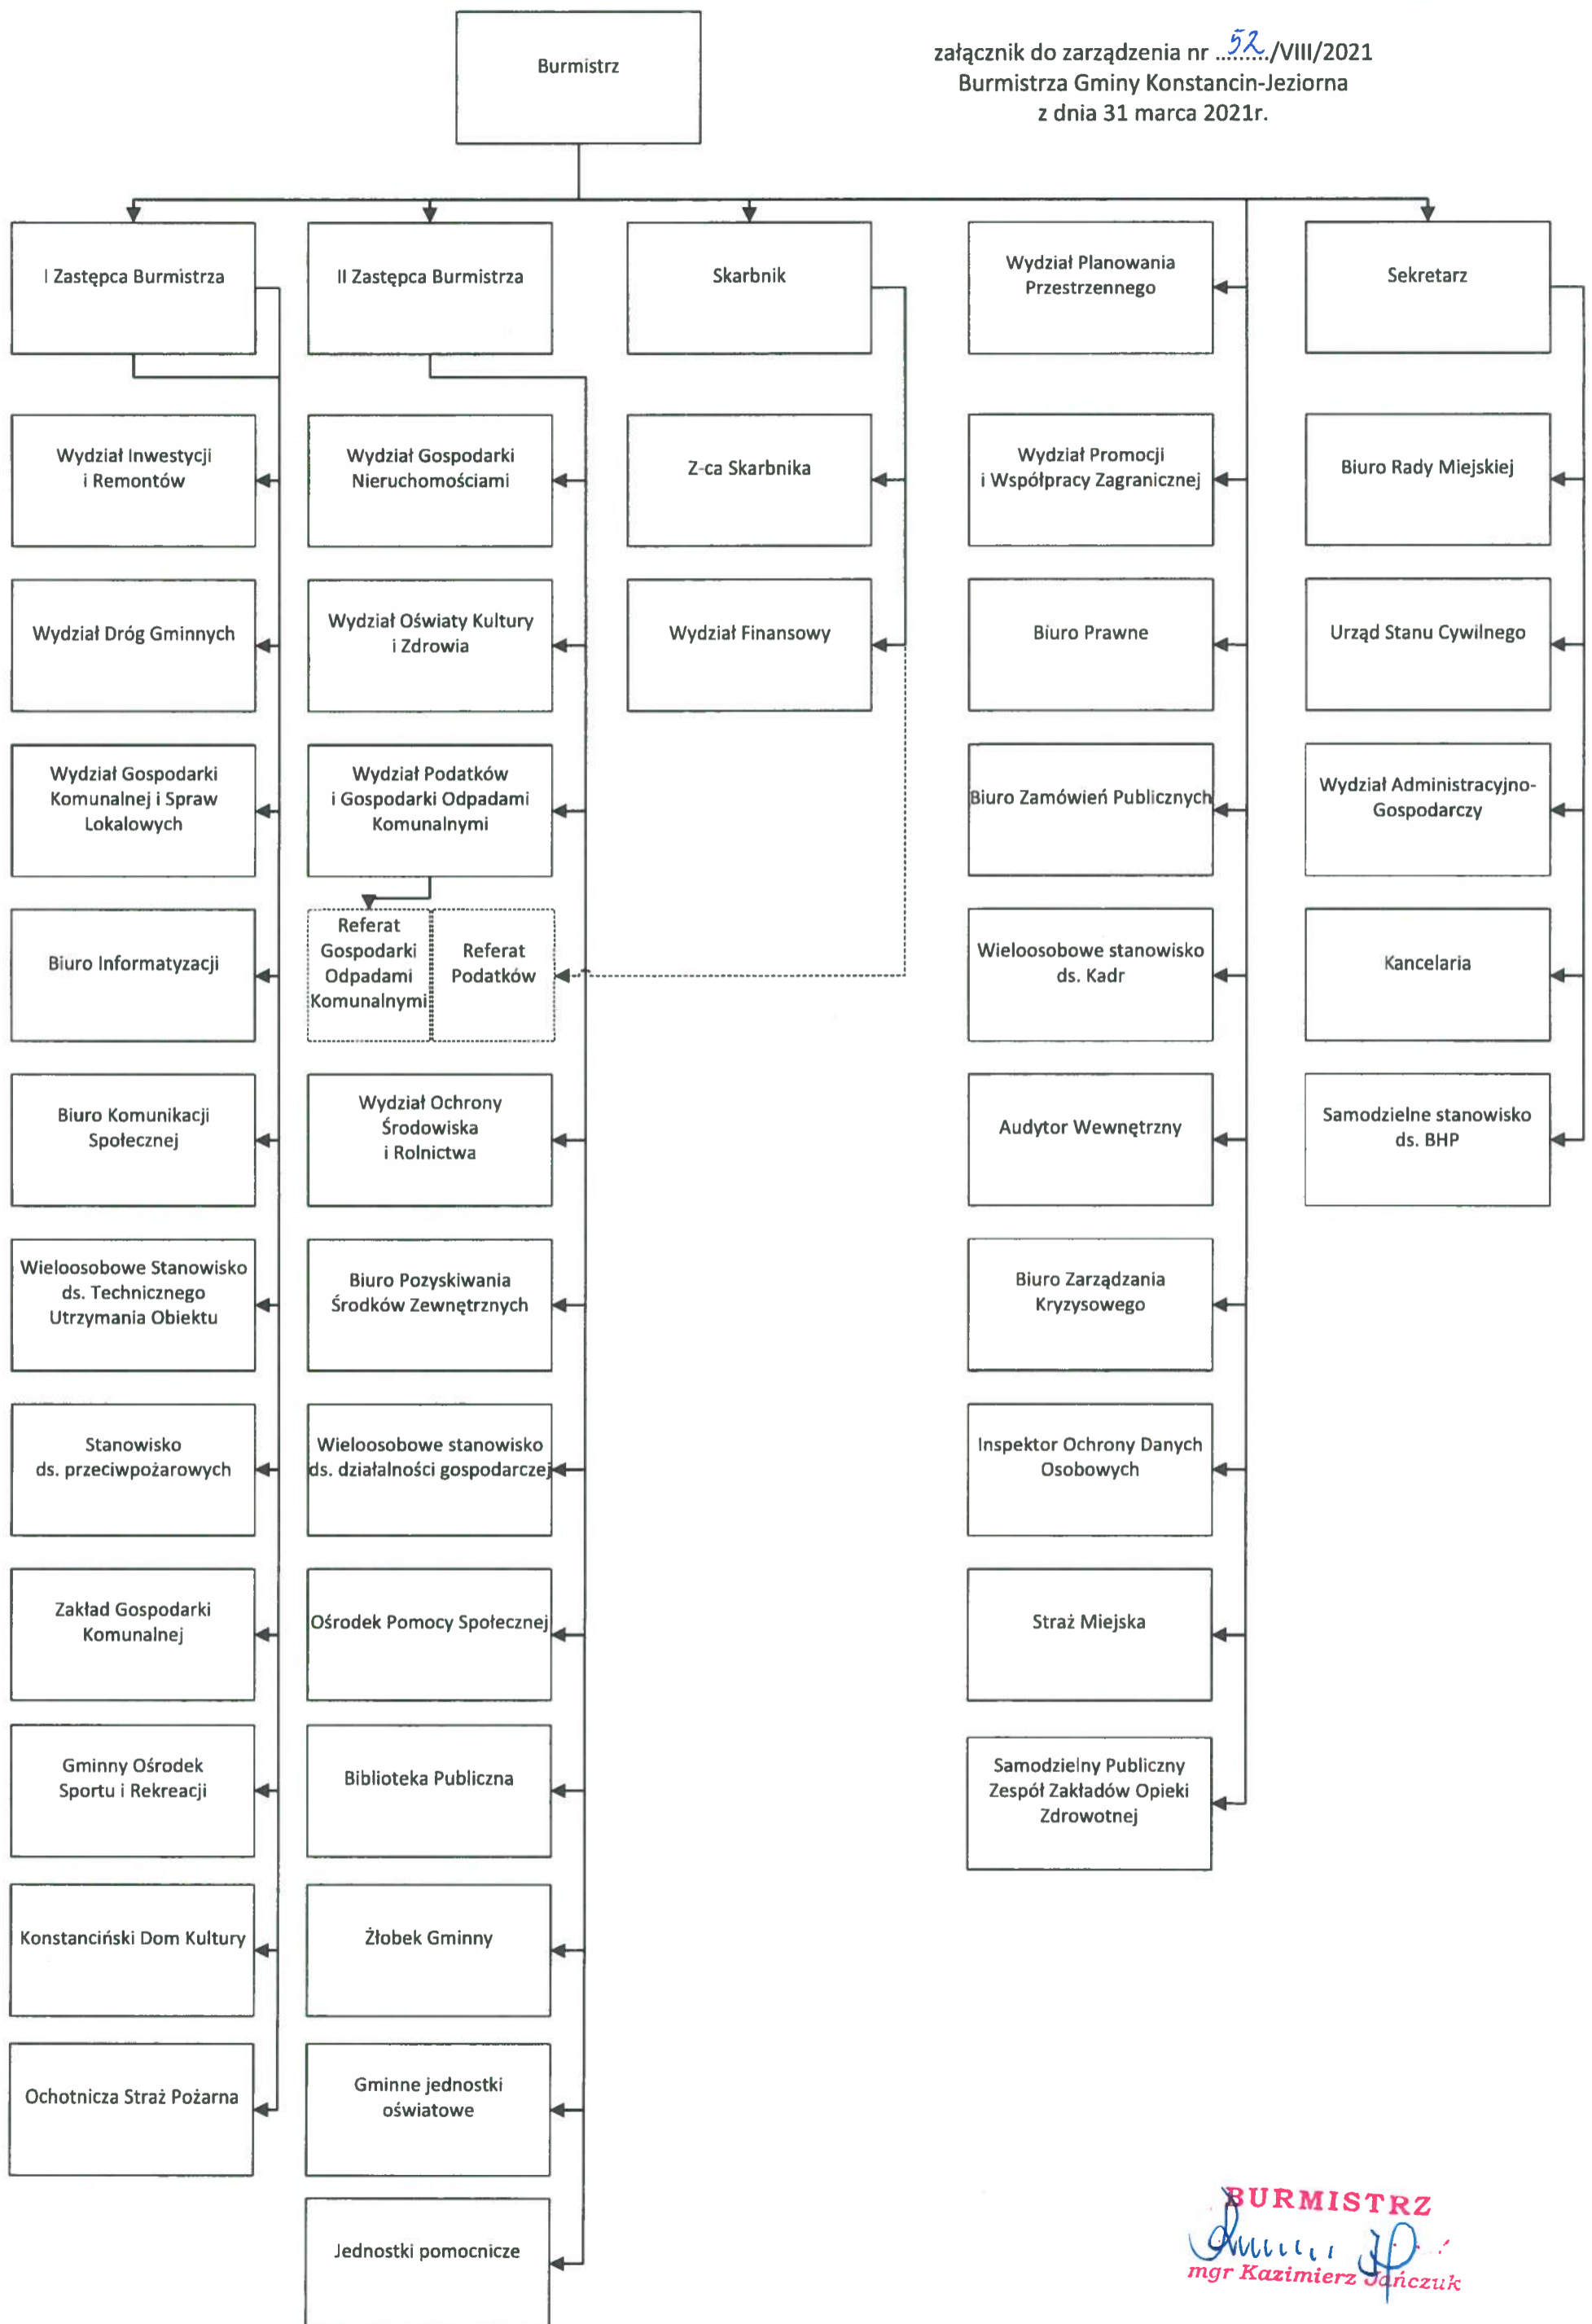 Burmistrz
załącznik do zarządzenia nr ...52.../VIII/2021
Burmistrza Gminy Konstancin-Jeziorna
z dnia 31 marca 2021r.
I Zastępca Burmistrza
II Zastępca Burmistrza
Skarbnik
Wydział Planowania
Przestrzennego
Sekretarz
Wydział Inwestycji
i Remontów
Wydział Gospodarki
Nieruchomościami
Z-ca Skarbnika
Wydział Promocji
i Współpracy Zagranicznej
Biuro Rady Miejskiej
Wydział Dróg Gminnych
Wydział Oświaty Kultury
i Zdrowia
Wydział Finansowy
Biuro Prawne
Urząd Stanu Cywilnego
Wydział Gospodarki
Komunalnej i Spraw
Lokalowych
Wydział Podatków
i Gospodarki Odpadami
Komunalnymi
Biuro Zamówień Publicznych
Wydział Administracyjno-
Gospodarczy
Biuro Informatyzacji
Referat
Gospodarki
Odpadami
Komunalnymi
Referat
Podatków
Wieloosobowe stanowisko
ds. Kadr
Kancelaria
Biuro Komunikacji
Społecznej
Wydział Ochrony
Środowiska
i Rolnictwa
Audytor Wewnętrzny
Samodzielne stanowisko
ds. BHP
Wieloosobowe Stanowisko
ds. Technicznego
Utrzymania Obiektu
Biuro Pozyskiwania
Środków Zewnętrznych
Biuro Zarządzania
Kryzysowego
Stanowisko
ds. przeciwpożarowych
Wieloosobowe stanowisko
ds. działalności gospodarczej
Inspektor Ochrony Danych
Osobowych
Zakład Gospodarki
Komunalnej
Ośrodek Pomocy Społecznej
Straż Miejska
Gminny Ośrodek
Sportu i Rekreacji
Biblioteka Publiczna
Samodzielny Publiczny
Zespół Zakładów Opieki
Zdrowotnej
Konstanciński Dom Kultury
Żłobek Gminny
Ochotnicza Straż Pożarna
Gminne jednostki
oświatowe
Jednostki pomocnicze
BURMISTRZ
mgr Kazimierz Jańczuk